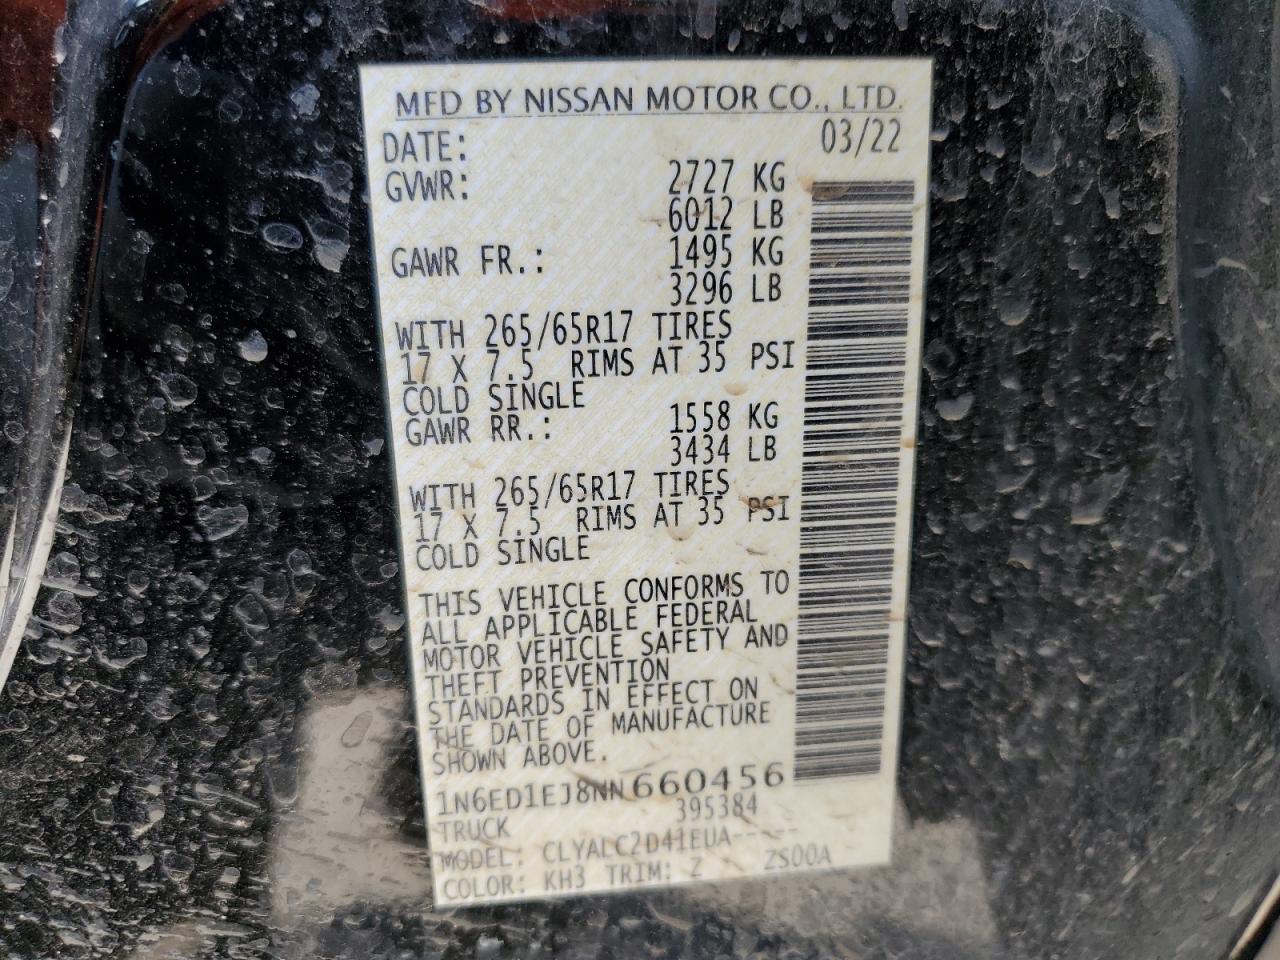 MFD BY NISSAN MOTOR CO., LTD.
DATE: 03/22
GVWR: 2727 KG
6012 LB
GAWR FR.: 1495 KG
3296 LB
WITH 265/65R17 TIRES
17 X 7.5 RIMS AT 35 PSI
COLD SINGLE
GAWR RR.: 1558 KG
3434 LB
WITH 265/65R17 TIRES
17 X 7.5 RIMS AT 35 PSI
COLD SINGLE
THIS VEHICLE CONFORMS TO
ALL APPLICABLE FEDERAL
MOTOR VEHICLE SAFETY AND
THEFT PREVENTION
STANDARDS IN EFFECT ON
THE DATE OF MANUFACTURE
SHOWN ABOVE.
1N6ED1EJ8NN660456
TRUCK 395384
MODEL: CLYALC2D41EUA-----
COLOR: KH3 TRIM: Z ZS00A